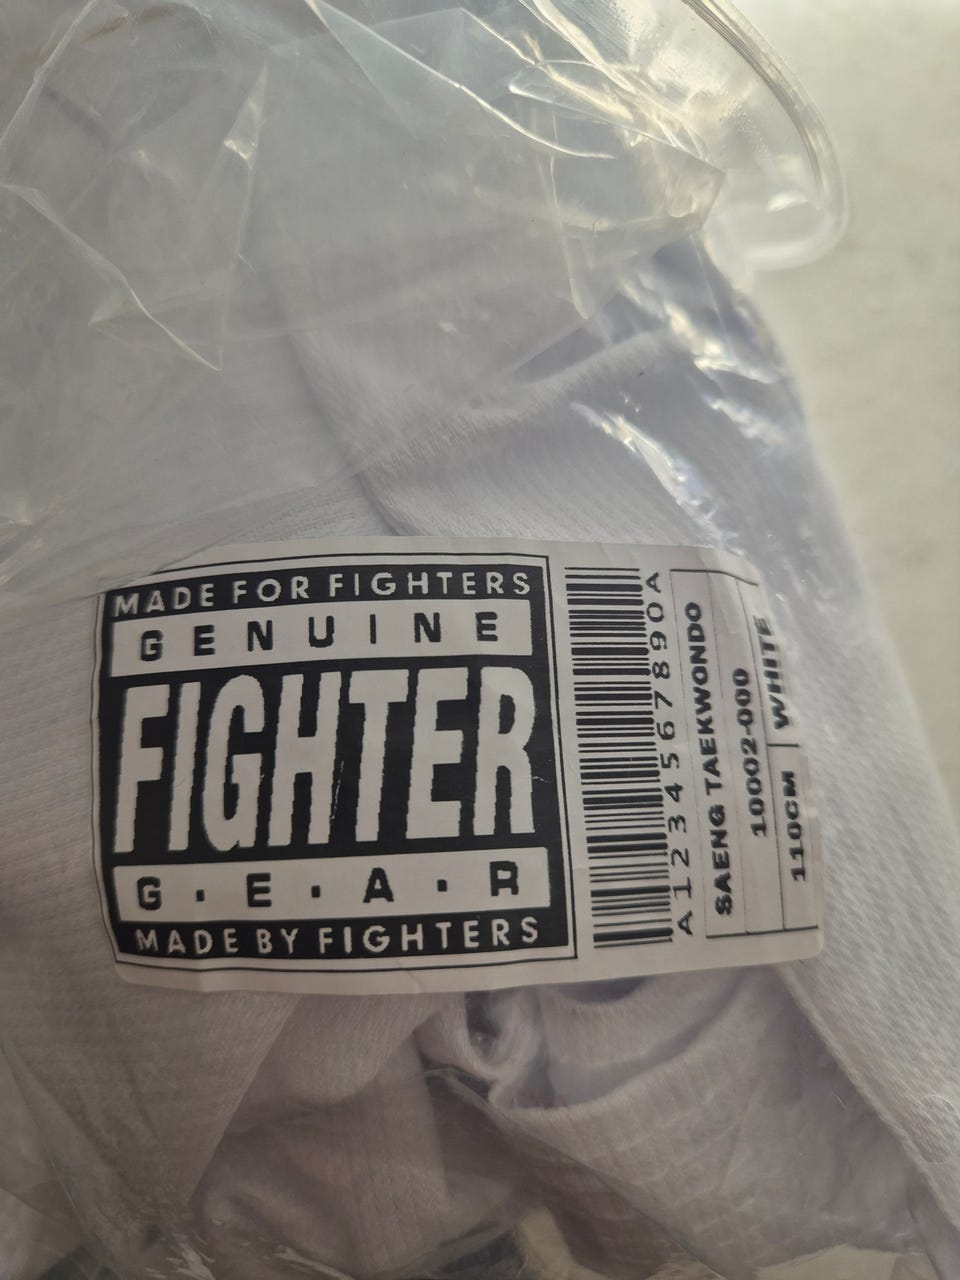 MADE FOR FIGHTERS
GENUINE
FIGHTER
G·E·A·R
MADE BY FIGHTERS
A1234567890A
SAENG TAEKWONDO
10002-000
110CM WHITE